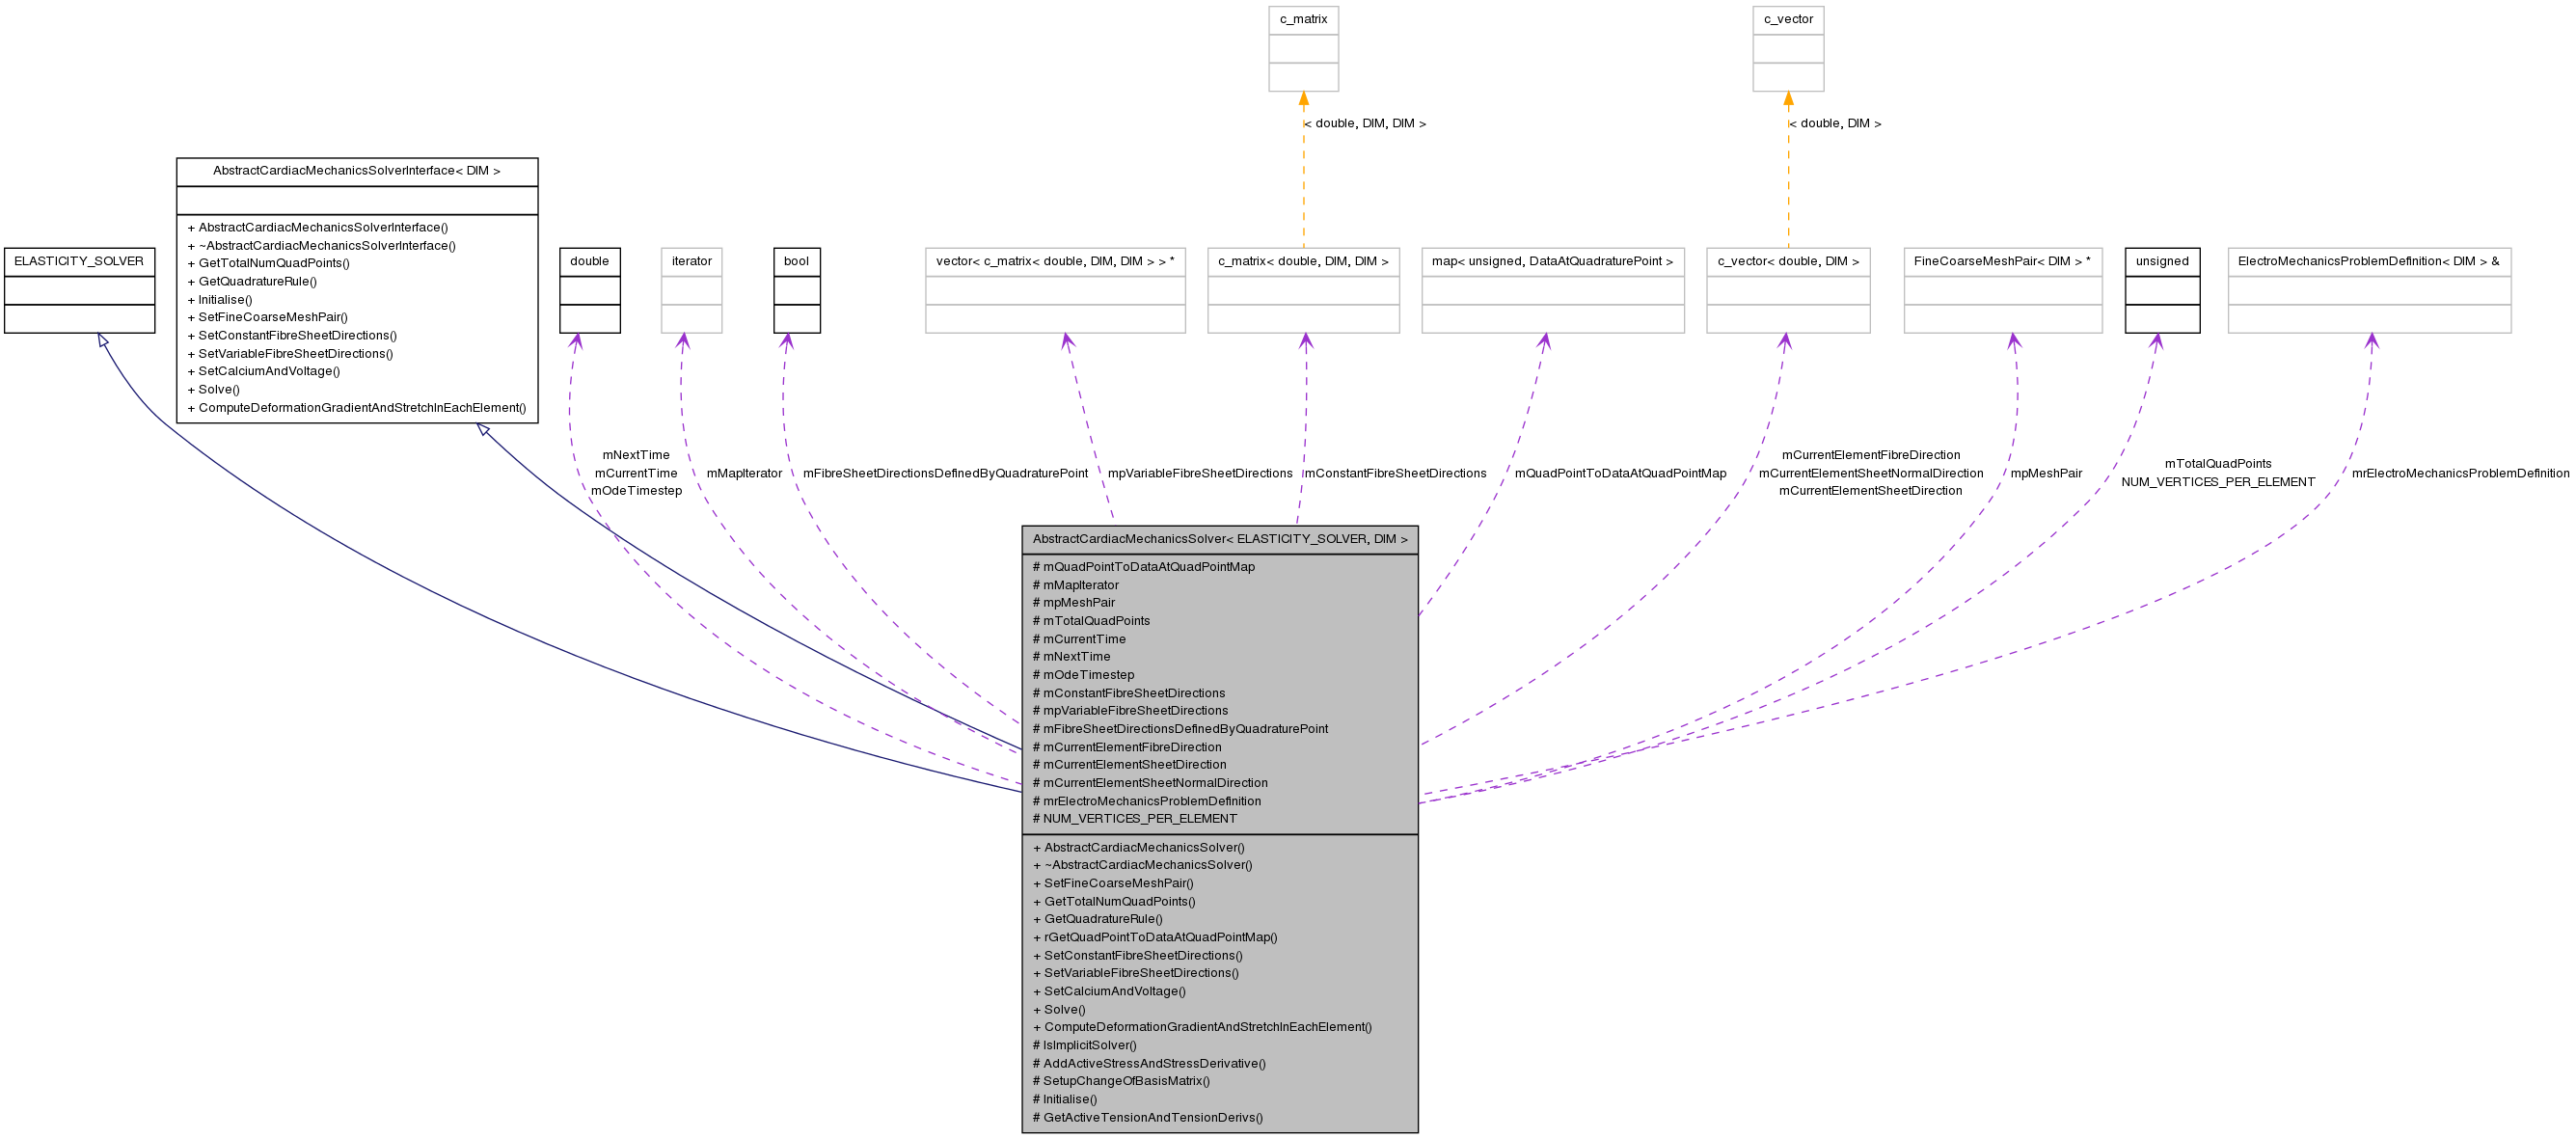 c_matrix
c_vector
< double, DIM, DIM >
< double, DIM >
AbstractCardiacMechanicsSolverInterface< DIM >
+ AbstractCardiacMechanicsSolverInterface()
+ ~AbstractCardiacMechanicsSolverInterface()
+ GetTotalNumQuadPoints()
+ GetQuadratureRule()
+ Initialise()
+ SetFineCoarseMeshPair()
+ SetConstantFibreSheetDirections()
+ SetVariableFibreSheetDirections()
+ SetCalciumAndVoltage()
+ Solve()
+ ComputeDeformationGradientAndStretchInEachElement()
ELASTICITY_SOLVER
double
iterator
bool
vector< c_matrix< double, DIM, DIM > > *
c_matrix< double, DIM, DIM >
map< unsigned, DataAtQuadraturePoint >
c_vector< double, DIM >
FineCoarseMeshPair< DIM > *
unsigned
ElectroMechanicsProblemDefinition< DIM > &
mNextTime
mCurrentTime
mOdeTimestep
mMapIterator
mFibreSheetDirectionsDefinedByQuadraturePoint
mpVariableFibreSheetDirections
mConstantFibreSheetDirections
mQuadPointToDataAtQuadPointMap
mCurrentElementFibreDirection
mCurrentElementSheetNormalDirection
mCurrentElementSheetDirection
mpMeshPair
mTotalQuadPoints
NUM_VERTICES_PER_ELEMENT
mrElectroMechanicsProblemDefinition
AbstractCardiacMechanicsSolver< ELASTICITY_SOLVER, DIM >
# mQuadPointToDataAtQuadPointMap
# mMapIterator
# mpMeshPair
# mTotalQuadPoints
# mCurrentTime
# mNextTime
# mOdeTimestep
# mConstantFibreSheetDirections
# mpVariableFibreSheetDirections
# mFibreSheetDirectionsDefinedByQuadraturePoint
# mCurrentElementFibreDirection
# mCurrentElementSheetDirection
# mCurrentElementSheetNormalDirection
# mrElectroMechanicsProblemDefinition
# NUM_VERTICES_PER_ELEMENT
+ AbstractCardiacMechanicsSolver()
+ ~AbstractCardiacMechanicsSolver()
+ SetFineCoarseMeshPair()
+ GetTotalNumQuadPoints()
+ GetQuadratureRule()
+ rGetQuadPointToDataAtQuadPointMap()
+ SetConstantFibreSheetDirections()
+ SetVariableFibreSheetDirections()
+ SetCalciumAndVoltage()
+ Solve()
+ ComputeDeformationGradientAndStretchInEachElement()
# IsImplicitSolver()
# AddActiveStressAndStressDerivative()
# SetupChangeOfBasisMatrix()
# Initialise()
# GetActiveTensionAndTensionDerivs()